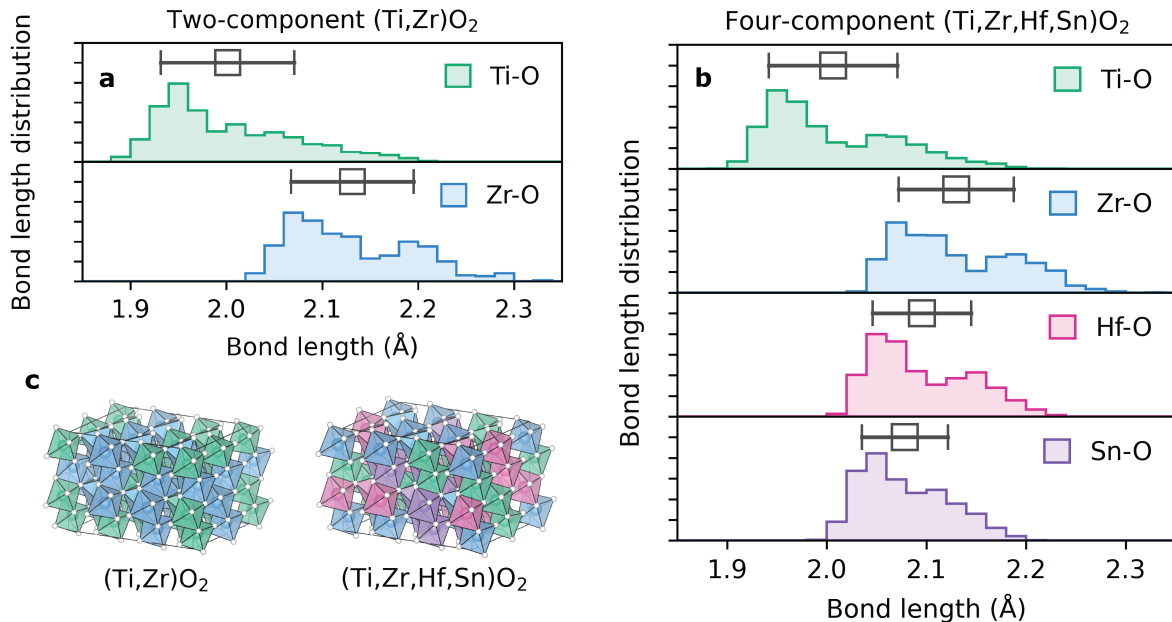 Two-component (Ti,Zr)O₂
a
Ti-O
Zr-O
Bond length distribution
1.9 2.0 2.1 2.2 2.3
Bond length (Å)
Four-component (Ti,Zr,Hf,Sn)O₂
b
Ti-O
Zr-O
Hf-O
Sn-O
Bond length distribution
1.9 2.0 2.1 2.2 2.3
Bond length (Å)
c
(Ti,Zr)O₂
(Ti,Zr,Hf,Sn)O₂